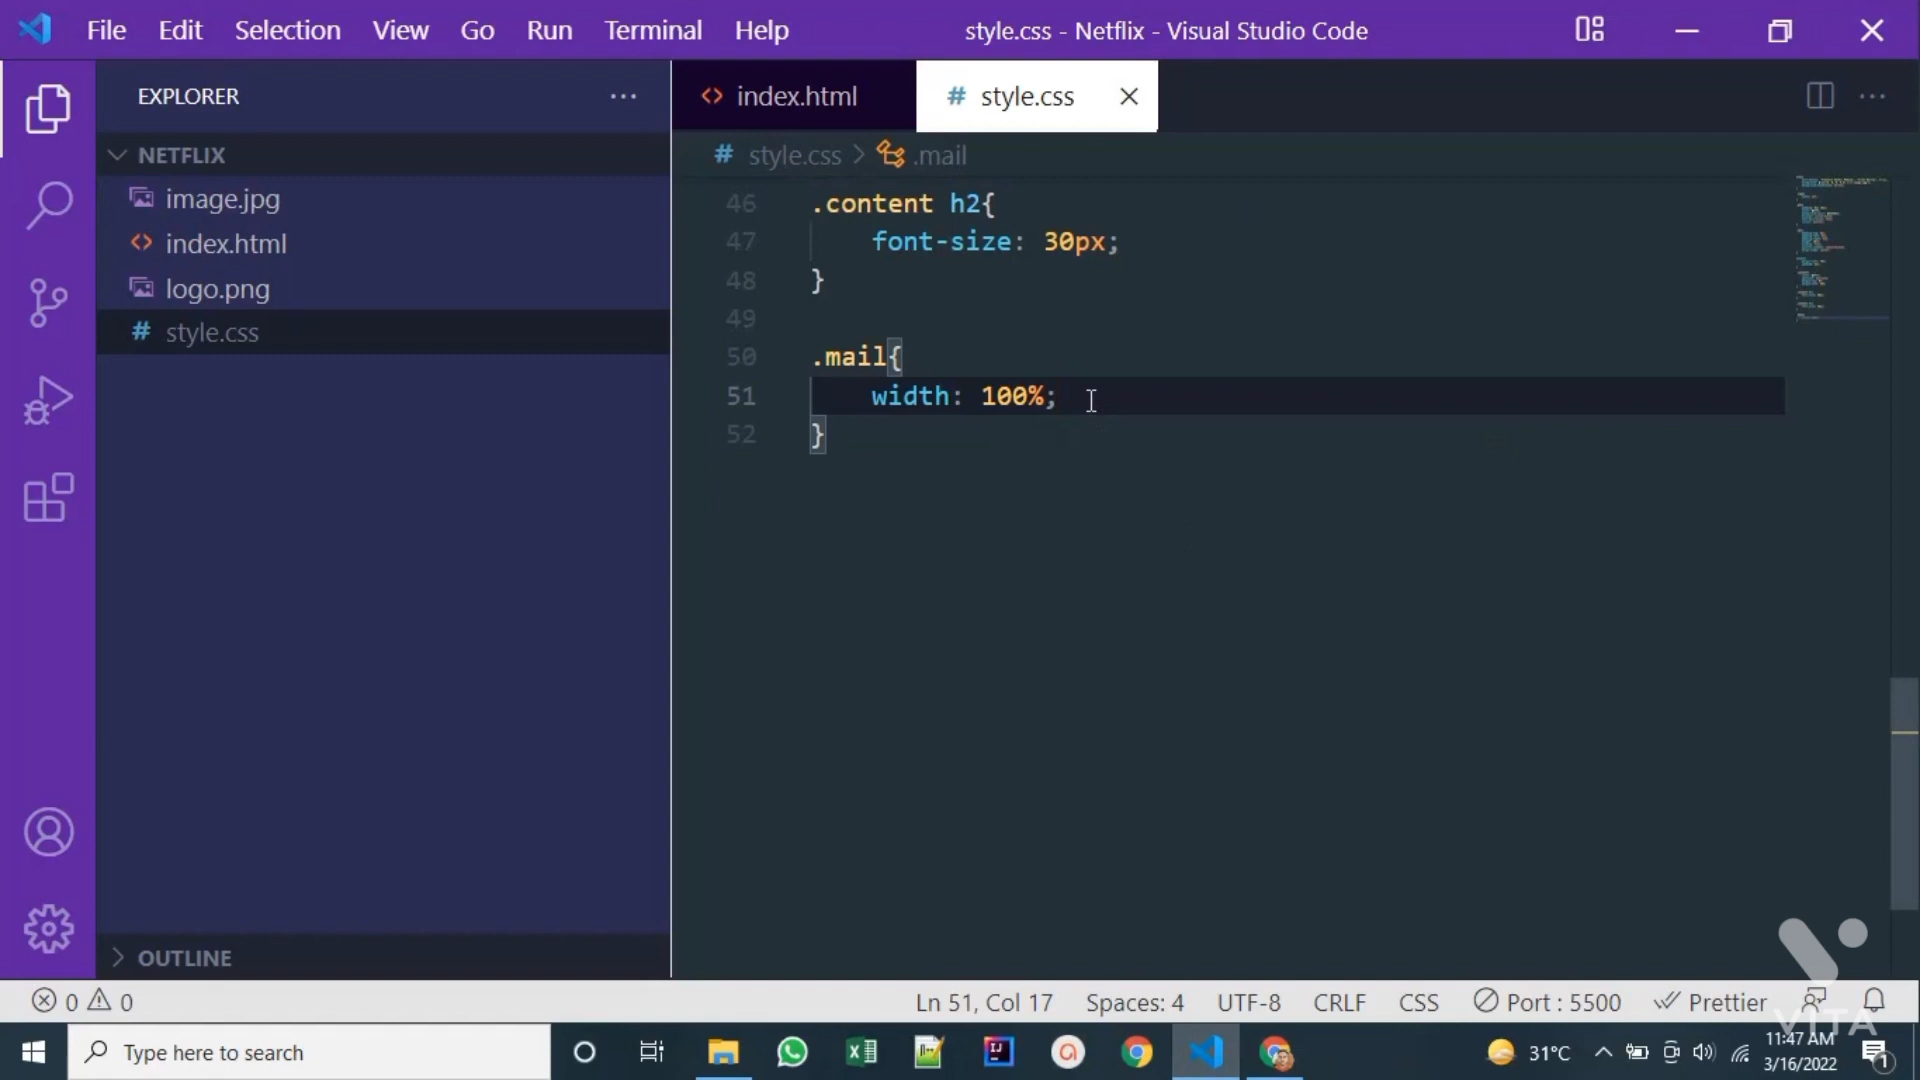 File Edit Selection View Go Run Terminal Help style.css - Netflix - Visual Studio Code
EXPLORER
index.html
# style.css
NETFLIX
# style.css > .mail
image.jpg
index.html
logo.png
# style.css
46 .content h2{
47 font-size: 30px;
48 }
49
50 .mail{
51 width: 100%;
52 }
OUTLINE
0 0 Ln 51, Col 17 Spaces: 4 UTF-8 CRLF CSS Port : 5500 Prettier
VITA
Type here to search
31°C
11:47 AM
3/16/2022
1